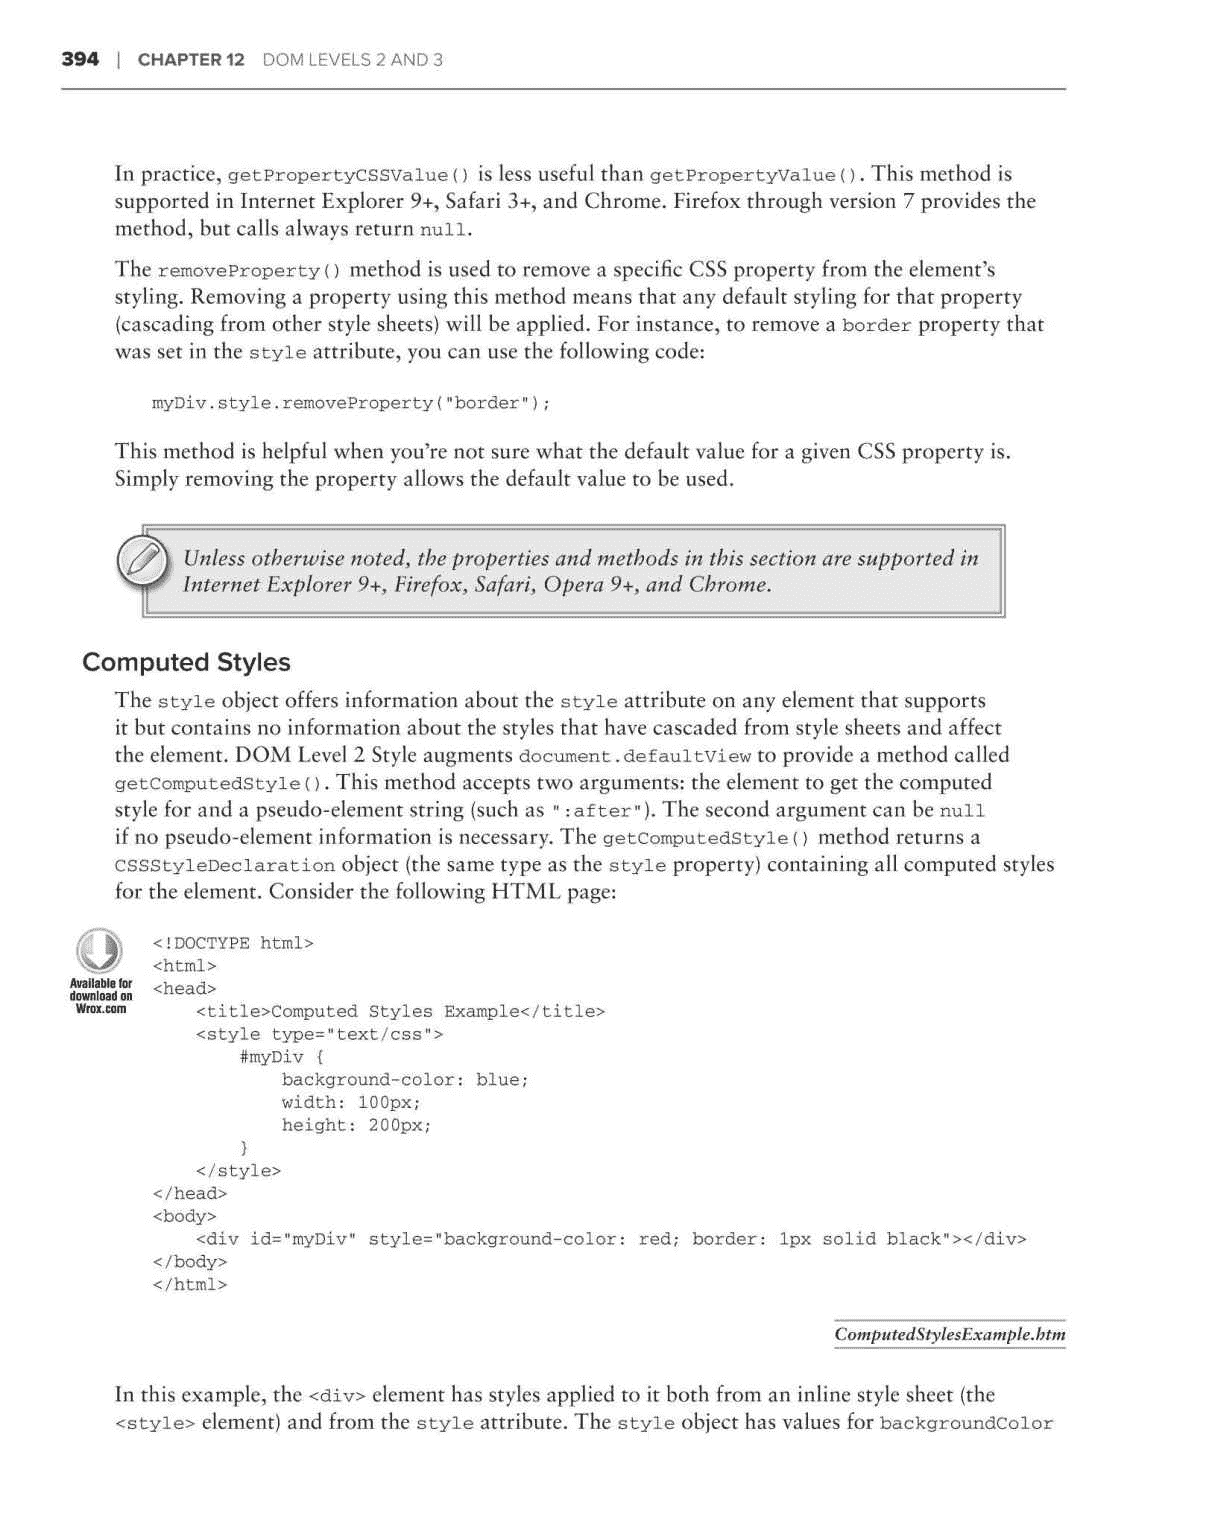 394 | CHAPTER 12 DOM LEVELS 2 AND 3
In practice, getPropertyCSSValue() is less useful than getPropertyValue(). This method is
supported in Internet Explorer 9+, Safari 3+, and Chrome. Firefox through version 7 provides the
method, but calls always return null.
The removeProperty() method is used to remove a specific CSS property from the element’s
styling. Removing a property using this method means that any default styling for that property
(cascading from other style sheets) will be applied. For instance, to remove a border property that
was set in the style attribute, you can use the following code:
myDiv.style.removeProperty("border");
This method is helpful when you’re not sure what the default value for a given CSS property is.
Simply removing the property allows the default value to be used.
Unless otherwise noted, the properties and methods in this section are supported in
Internet Explorer 9+, Firefox, Safari, Opera 9+, and Chrome.
Computed Styles
The style object offers information about the style attribute on any element that supports
it but contains no information about the styles that have cascaded from style sheets and affect
the element. DOM Level 2 Style augments document.defaultView to provide a method called
getComputedStyle(). This method accepts two arguments: the element to get the computed
style for and a pseudo-element string (such as ":after"). The second argument can be null
if no pseudo-element information is necessary. The getComputedStyle() method returns a
CSSStyleDeclaration object (the same type as the style property) containing all computed styles
for the element. Consider the following HTML page:
Available for
download on
Wrox.com
<!DOCTYPE html>
<html>
<head>
    <title>Computed Styles Example</title>
    <style type="text/css">
        #myDiv {
            background-color: blue;
            width: 100px;
            height: 200px;
        }
    </style>
</head>
<body>
    <div id="myDiv" style="background-color: red; border: 1px solid black"></div>
</body>
</html>
ComputedStylesExample.htm
In this example, the <div> element has styles applied to it both from an inline style sheet (the
<style> element) and from the style attribute. The style object has values for backgroundColor